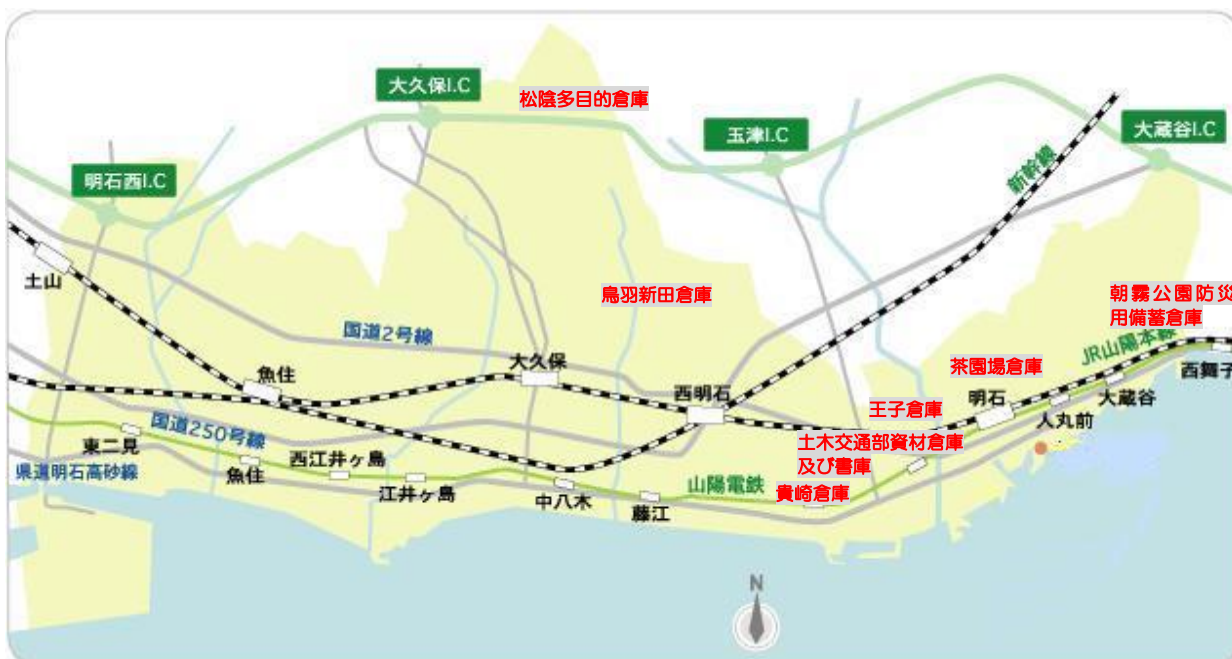 大久保I.C
松陰多目的倉庫
玉津I.C
大蔵谷I.C
明石西I.C
新幹線
土山
鳥羽新田倉庫
朝霧公園防災
用備蓄倉庫
国道2号線
大久保
JR山陽本線
西舞子
魚住
茶園場倉庫
西明石
明石
大蔵谷
王子倉庫
人丸前
国道250号線
東二見
土木交通部資材倉庫
及び書庫
西江井ヶ島
県道明石高砂線
魚住
江井ヶ島
中八木
藤江
山陽電鉄
貴崎倉庫
N